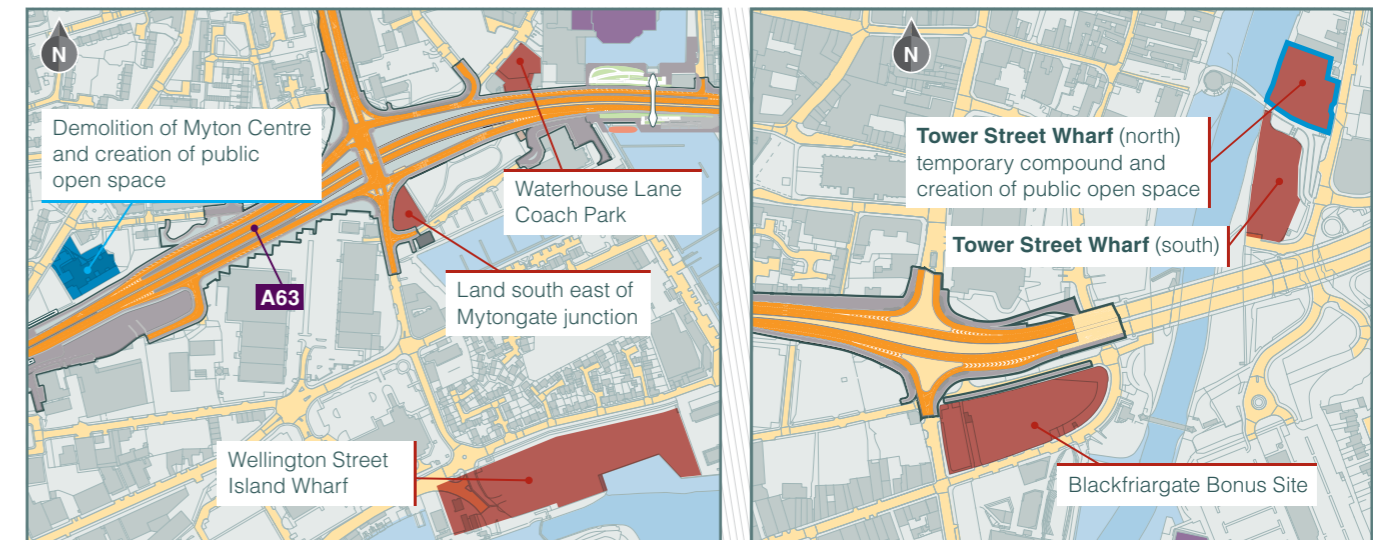 N
Demolition of Myton Centre
and creation of public
open space
A63
Waterhouse Lane
Coach Park
Land south east of
Mytongate junction
Wellington Street
Island Wharf
N
Tower Street Wharf (north)
temporary compound and
creation of public open space
Tower Street Wharf (south)
Blackfriargate Bonus Site